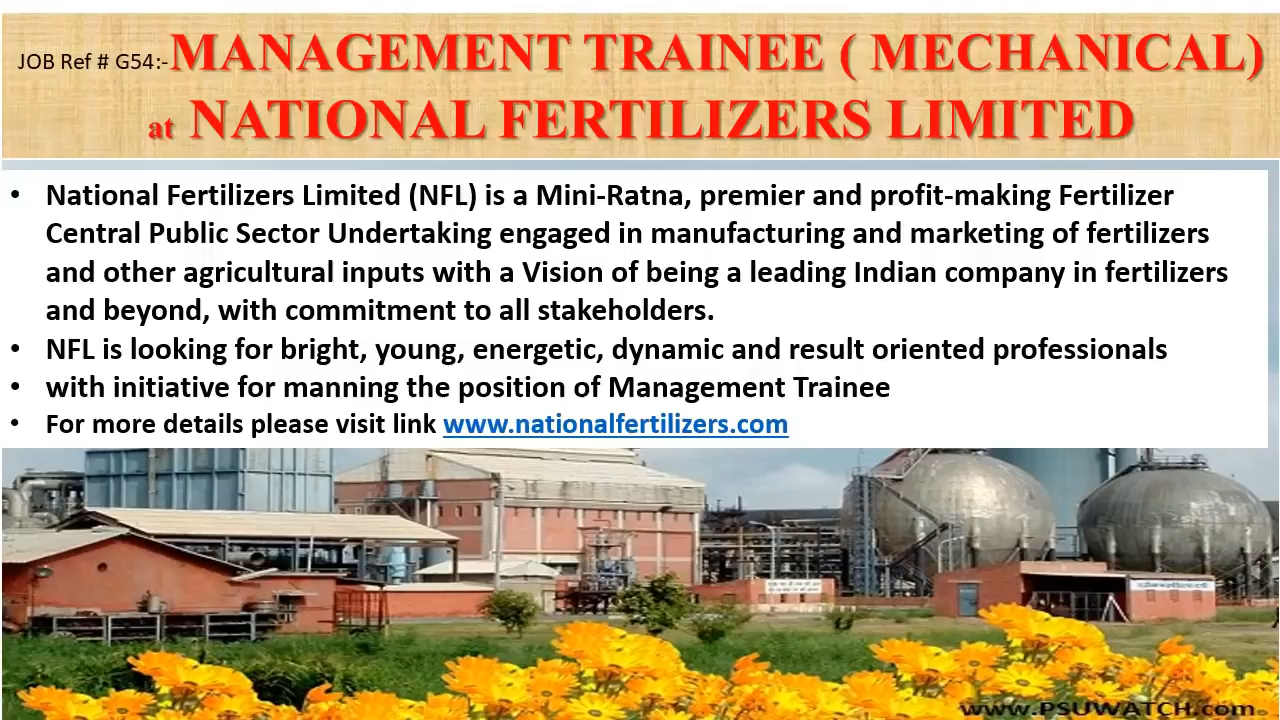 JOB Ref # G54:-MANAGEMENT TRAINEE ( MECHANICAL)
at NATIONAL FERTILIZERS LIMITED
• National Fertilizers Limited (NFL) is a Mini-Ratna, premier and profit-making Fertilizer
Central Public Sector Undertaking engaged in manufacturing and marketing of fertilizers
and other agricultural inputs with a Vision of being a leading Indian company in fertilizers
and beyond, with commitment to all stakeholders.
• NFL is looking for bright, young, energetic, dynamic and result oriented professionals
• with initiative for manning the position of Management Trainee
• For more details please visit link www.nationalfertilizers.com
www.PSUWATCH.com